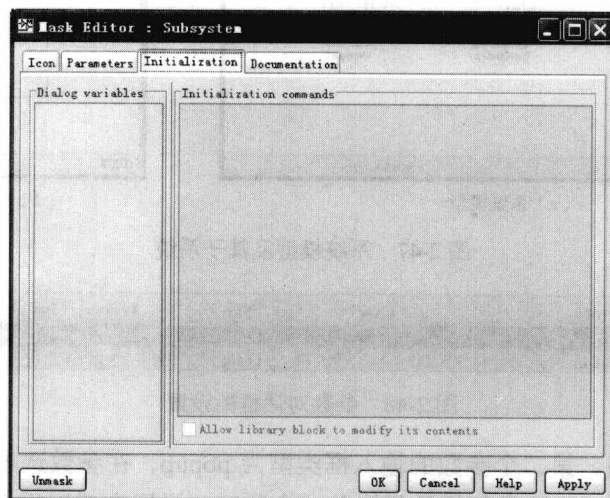 Mask Editor : Subsystem
Icon Parameters Initialization Documentation
Dialog variables
Initialization commands
Allow library block to modify its contents
Unmask
OK Cancel Help Apply